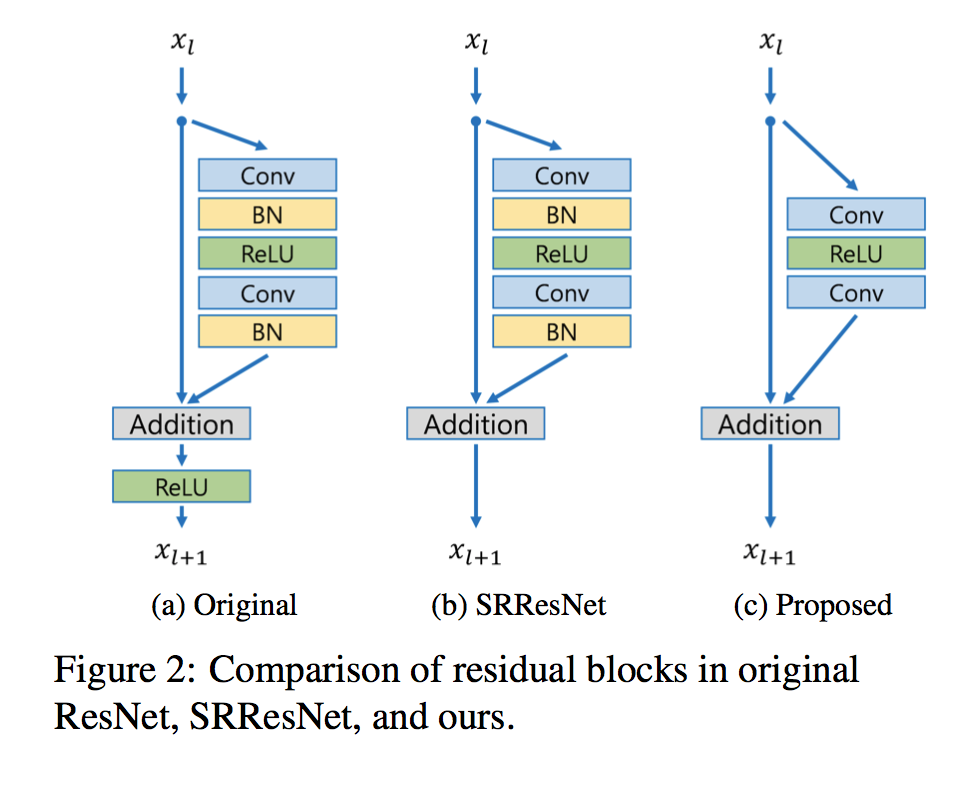 x_l
Conv
BN
ReLU
Conv
BN
Addition
ReLU
x_{l+1}
(a) Original
x_l
Conv
BN
ReLU
Conv
BN
Addition
x_{l+1}
(b) SRResNet
x_l
Conv
ReLU
Conv
Addition
x_{l+1}
(c) Proposed
Figure 2: Comparison of residual blocks in original
ResNet, SRResNet, and ours.